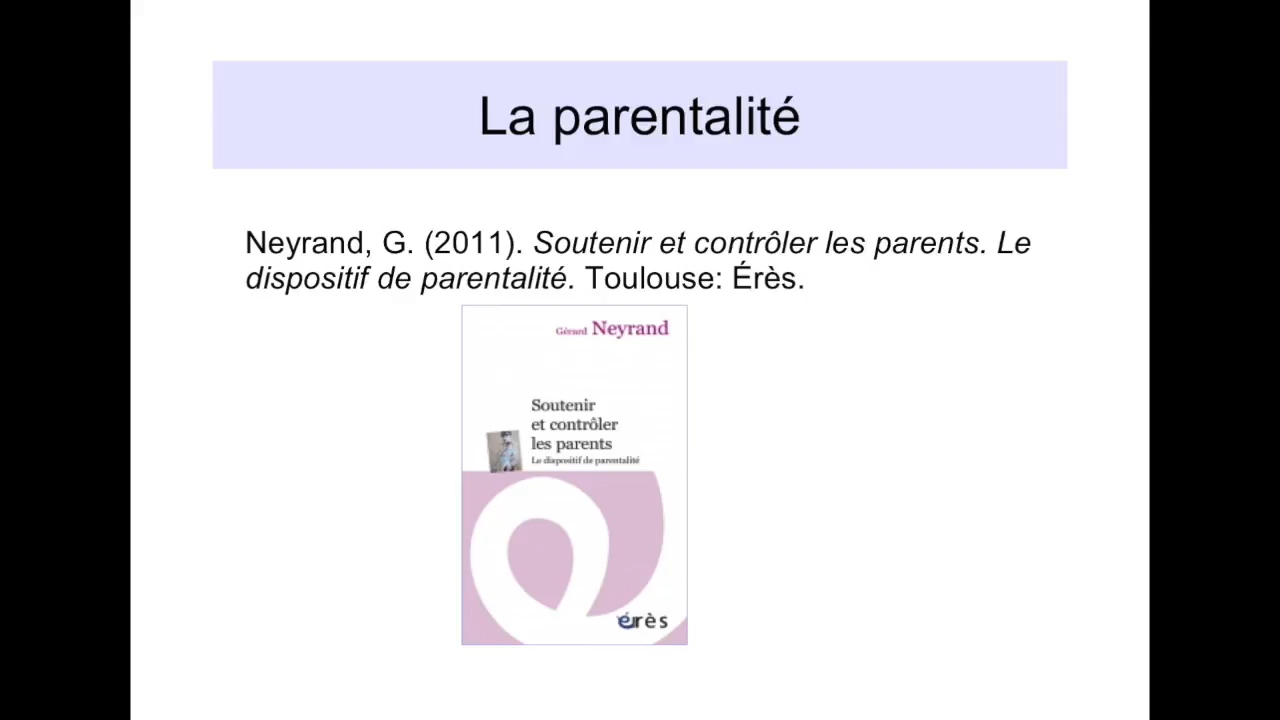 La parentalité
Neyrand, G. (2011). Soutenir et contrôler les parents. Le
dispositif de parentalité. Toulouse: Érès.
Gérard Neyrand
Soutenir
et contrôler
les parents
Le dispositif de parentalité
érès